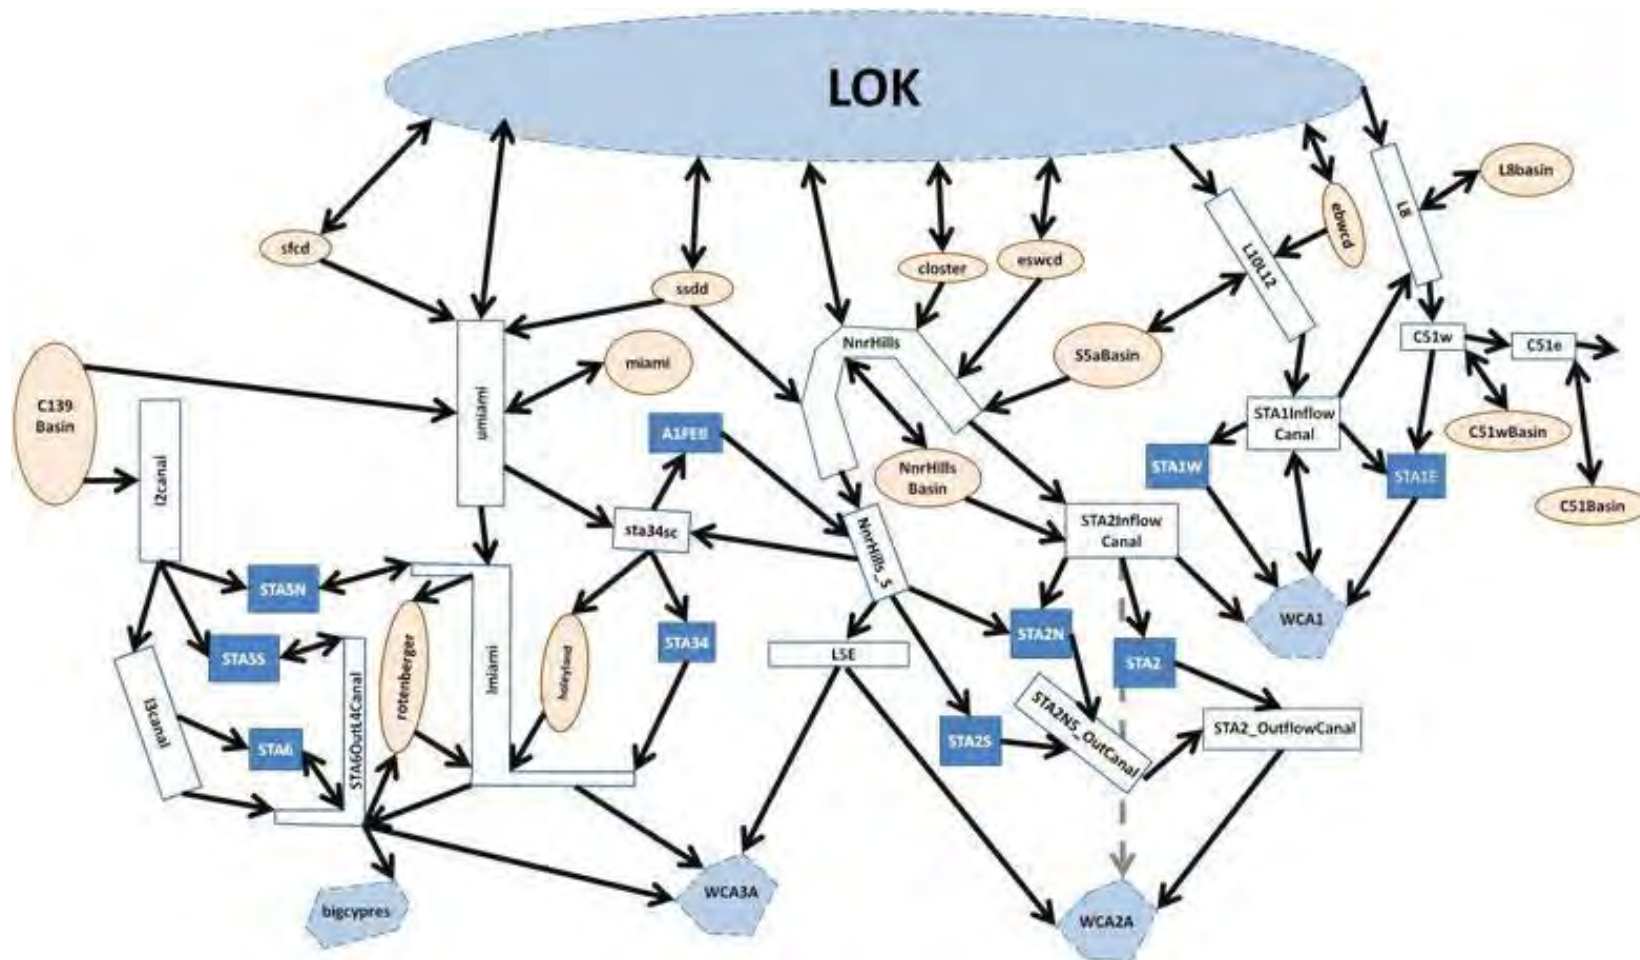 LOK
L8basin
L8
ebwcd
sfcd
eswcd
closter
L10L12
ssdd
NnrHills
C51w
C51e
S5aBasin
miami
C139
Basin
umiami
STA1Inflow
Canal
C51wBasin
A1FEB
l2canal
NnrHills
Basin
STA1W
STA1E
C51Basin
sta34sc
NnrHills_S
STA2Inflow
Canal
STA5N
WCA1
STA2N
STA34
STA5S
L5E
STA2
rotenberger
lmiami
holeyland
l3canal
STA6OutL4Canal
STA2NS_OutCanal
STA2_OutflowCanal
STA6
STA2S
WCA3A
bigcypres
WCA2A